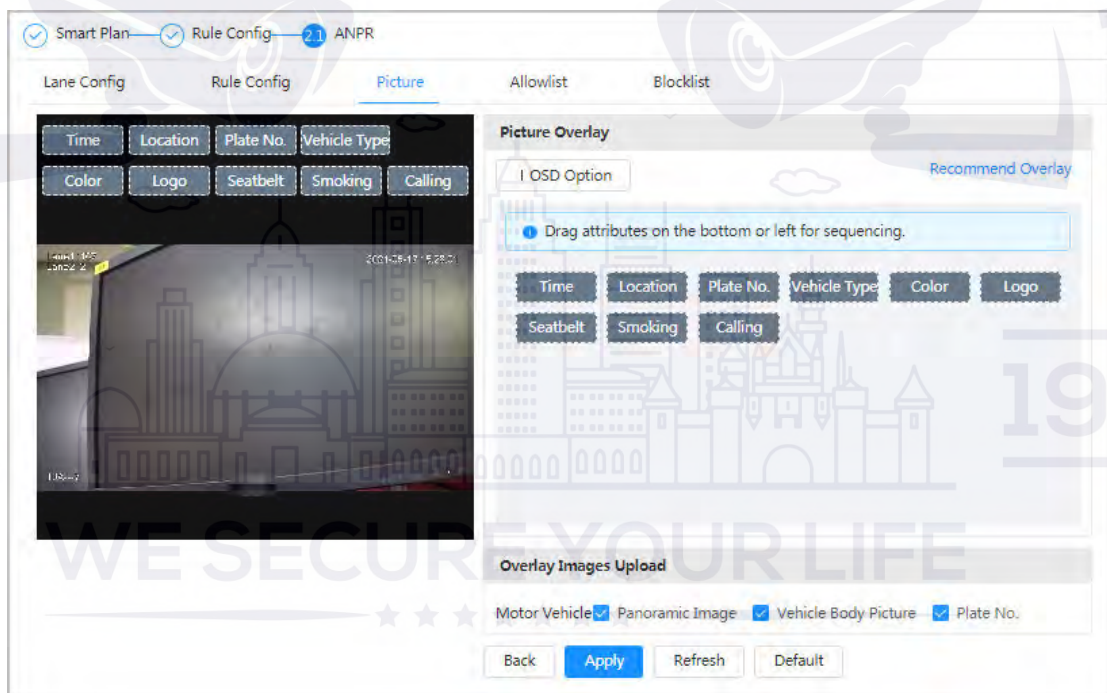 Smart Plan Rule Config 2.1 ANPR
Lane Config Rule Config Picture Allowlist Blocklist
Time Location Plate No. Vehicle Type
Color Logo Seatbelt Smoking Calling
Picture Overlay
OSD Option Recommend Overlay
Drag attributes on the bottom or left for sequencing.
Time Location Plate No. Vehicle Type Color Logo
Seatbelt Smoking Calling
19
WE SECURE YOUR LIFE
Overlay Images Upload
Motor Vehicle Panoramic Image Vehicle Body Picture Plate No.
Back Apply Refresh Default